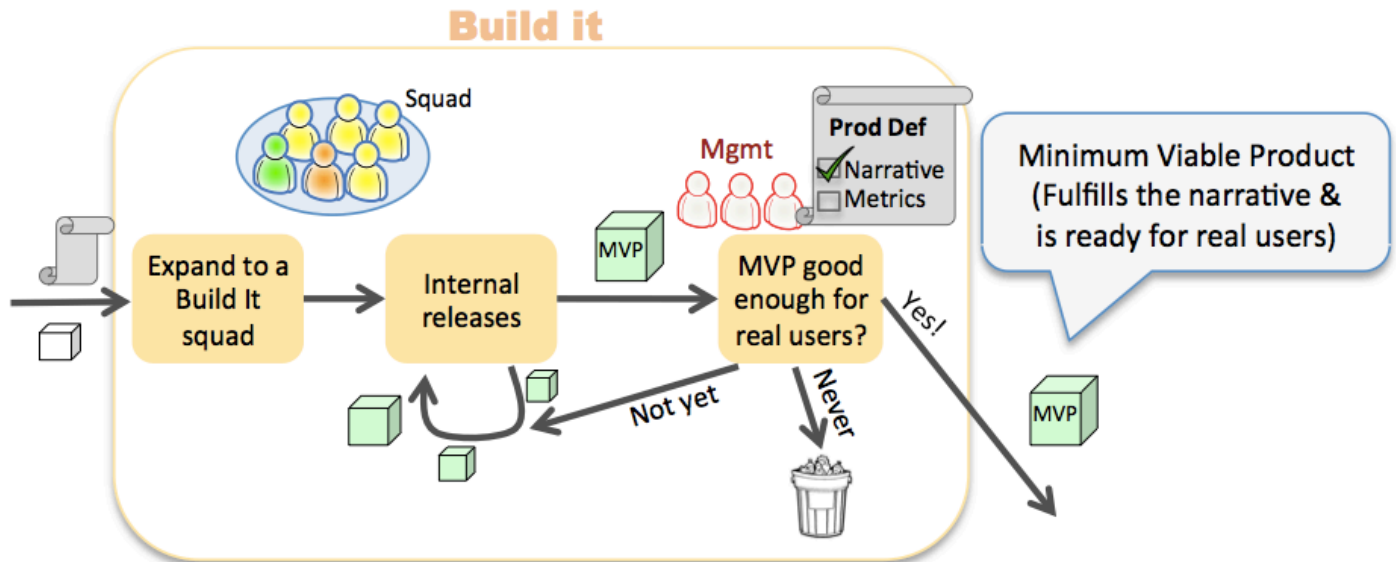 Build it
Squad
Prod Def
Narrative
Metrics
Mgmt
Minimum Viable Product
(Fulfills the narrative &
is ready for real users)
MVP
Expand to a
Build It
squad
Internal
releases
MVP good
enough for
real users?
Yes!
Not yet
Never
MVP